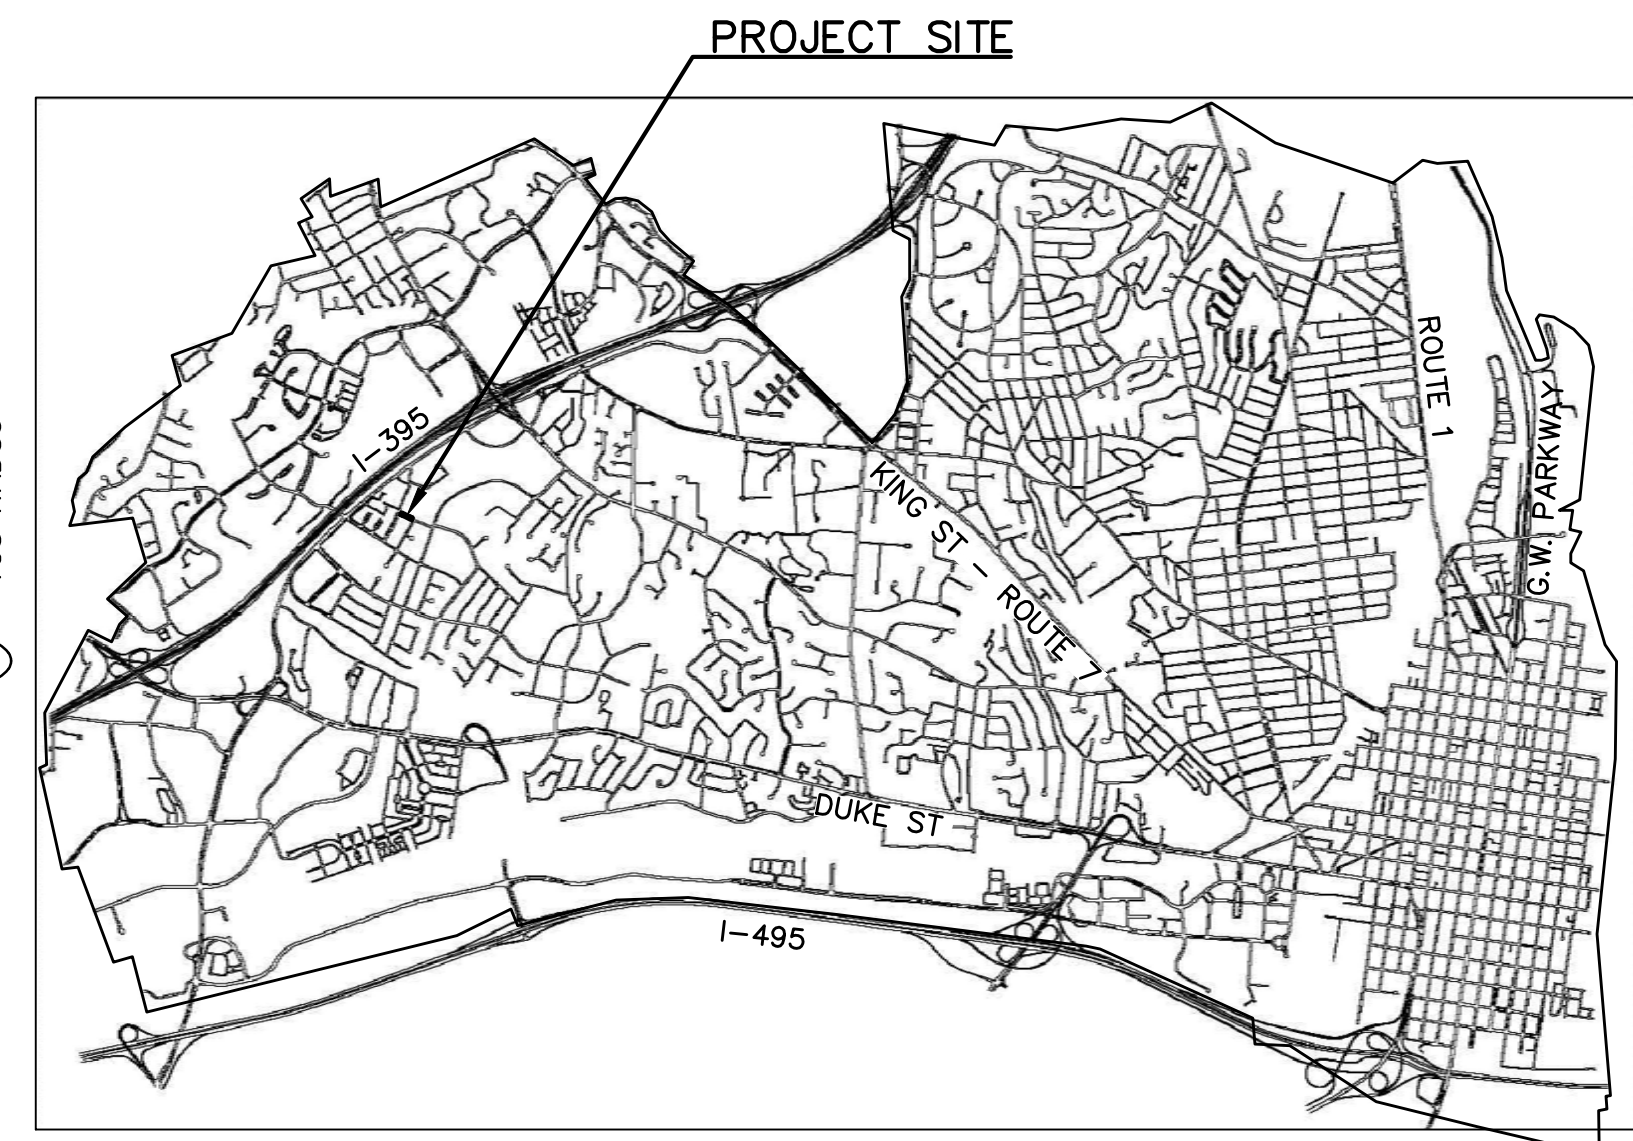 PROJECT SITE
I-395
ROUTE 1
G.W. PARKWAY
KING ST - ROUTE 7
DUKE ST
I-495